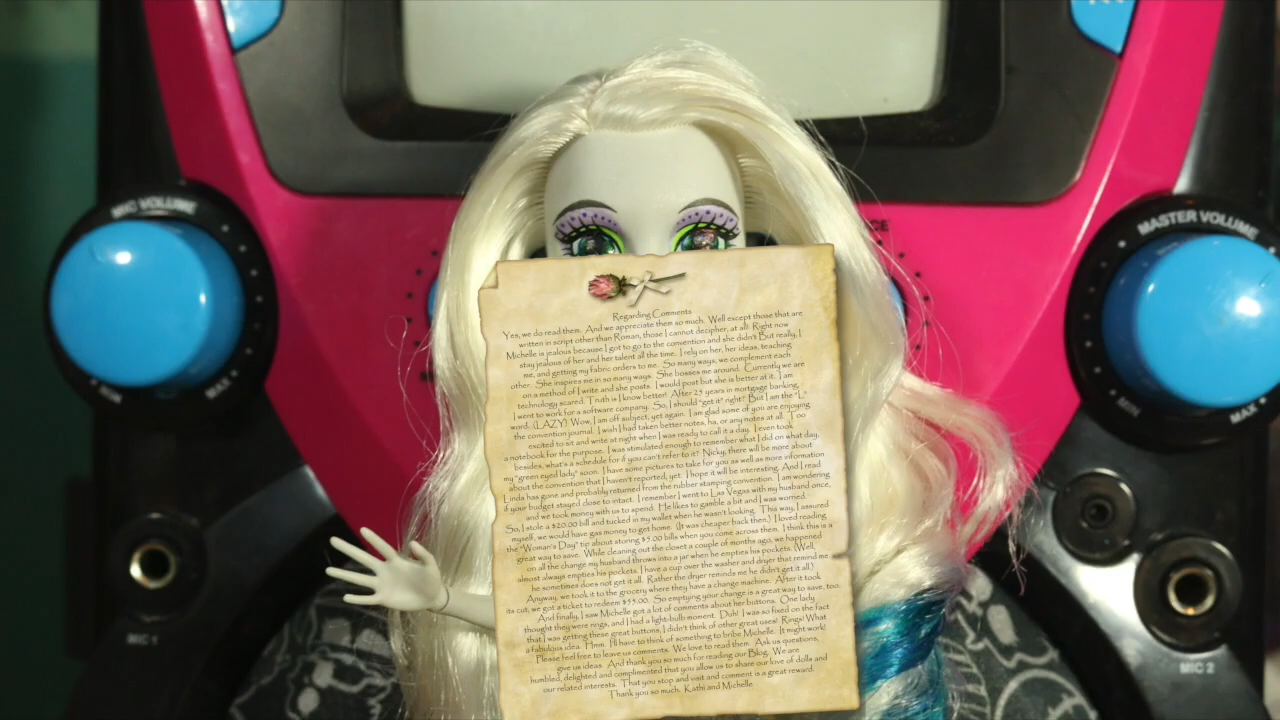 MIC VOLUME
MIN
MAX
MIC 1
MASTER VOLUME
MIN
MAX
MIC 2
Regarding Comments
Yes, we do read them. And we appreciate them so much. Well except those that are
written in script other than Roman, those I cannot decipher, at all! Right now
Michelle is jealous because I got to go to the convention and she didn't But really, I
stay jealous of her and her talent all the time. I rely on her, her ideas, teaching
me, and getting my fabric orders to me. So many ways, we complement each
other. She inspires me in so many ways. She bosses me around. Currently we are
on a method of I write and she posts. I would post but she is better at it. I am
technology scared. Truth is I know better! After 25 years in mortgage banking,
I went to work for a software company. So, I should "get it" right? But I am the "L"
word. (LAZY) Wow, I am off subject, yet again. I am glad some of you are enjoying
the convention journal. I wish I had taken better notes, ha, or any notes at all. Too
excited to sit and write at night when I was ready to call it a day. I even took
a notebook for the purpose. I was stimulated enough to remember what I did on what day.
besides, what's a schedule for if you can't refer to it? Nicky, there will be more about
my "green eyed lady" soon. I have some pictures to take for you as well as more information
about the convention that I haven't reported, yet. I hope it will be interesting. And I read
Linda has gone and probably returned from the rubber stamping convention. I am wondering
if your budget stayed close to intact. I remember I went to Las Vegas with my husband once,
and we took money with us to spend. He likes to gamble a bit and I was worried
So, I stole a $20.00 bill and tucked in my wallet when he wasn't looking. This way, I assured
myself, we would have gas money to get home. (It was cheaper back then.) I loved reading
the "Woman's Day" tip about storing $5.00 bills when you come across them. I think this is a
great way to save. While cleaning out the closet a couple of months ago, we happened
on all the change my husband throws into a jar when he empties his pockets. (Well,
almost always empties his pockets. I have a cup over the washer and dryer that remind me
he sometimes does not get it all. Rather the dryer reminds me he didn't get it all.)
Anyway, we took it to the grocery where they have a change machine. After it took
its cut, we got a ticket to redeem $55.00. So emptying your change is a great way to save, too.
And finally, I saw Michelle got a lot of comments about her buttons. One lady
thought they were rings, and I had a light-bulb moment. Duh! I was so fixed on the fact
that I was getting these great buttons, I didn't think of other great uses! Rings! What
a fabulous idea. Hmm. I'll have to think of something to bribe Michelle. It might work!
Please feel free to leave us comments. We love to read them. Ask us questions,
give us ideas. And thank you so much for reading our Blog. We are
humbled, delighted and complimented that you allow us to share our love of dolls and
our related interests. That you stop and visit and comment is a great reward.
Thank you so much. Kathi and Michelle